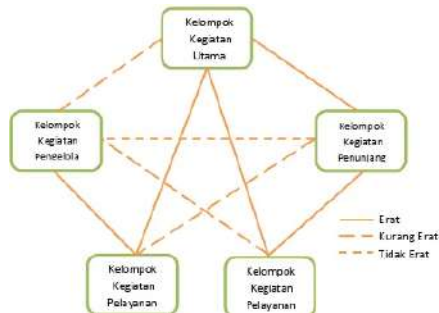 Kelompok
Kegiatan
Utama
Kelompok
Kegiatan
Pengelola
Kelompok
Kegiatan
Penunjang
Kelompok
Kegiatan
Pelayanan
Kelompok
Kegiatan
Pelayanan
Erat
Kurang Erat
Tidak Erat